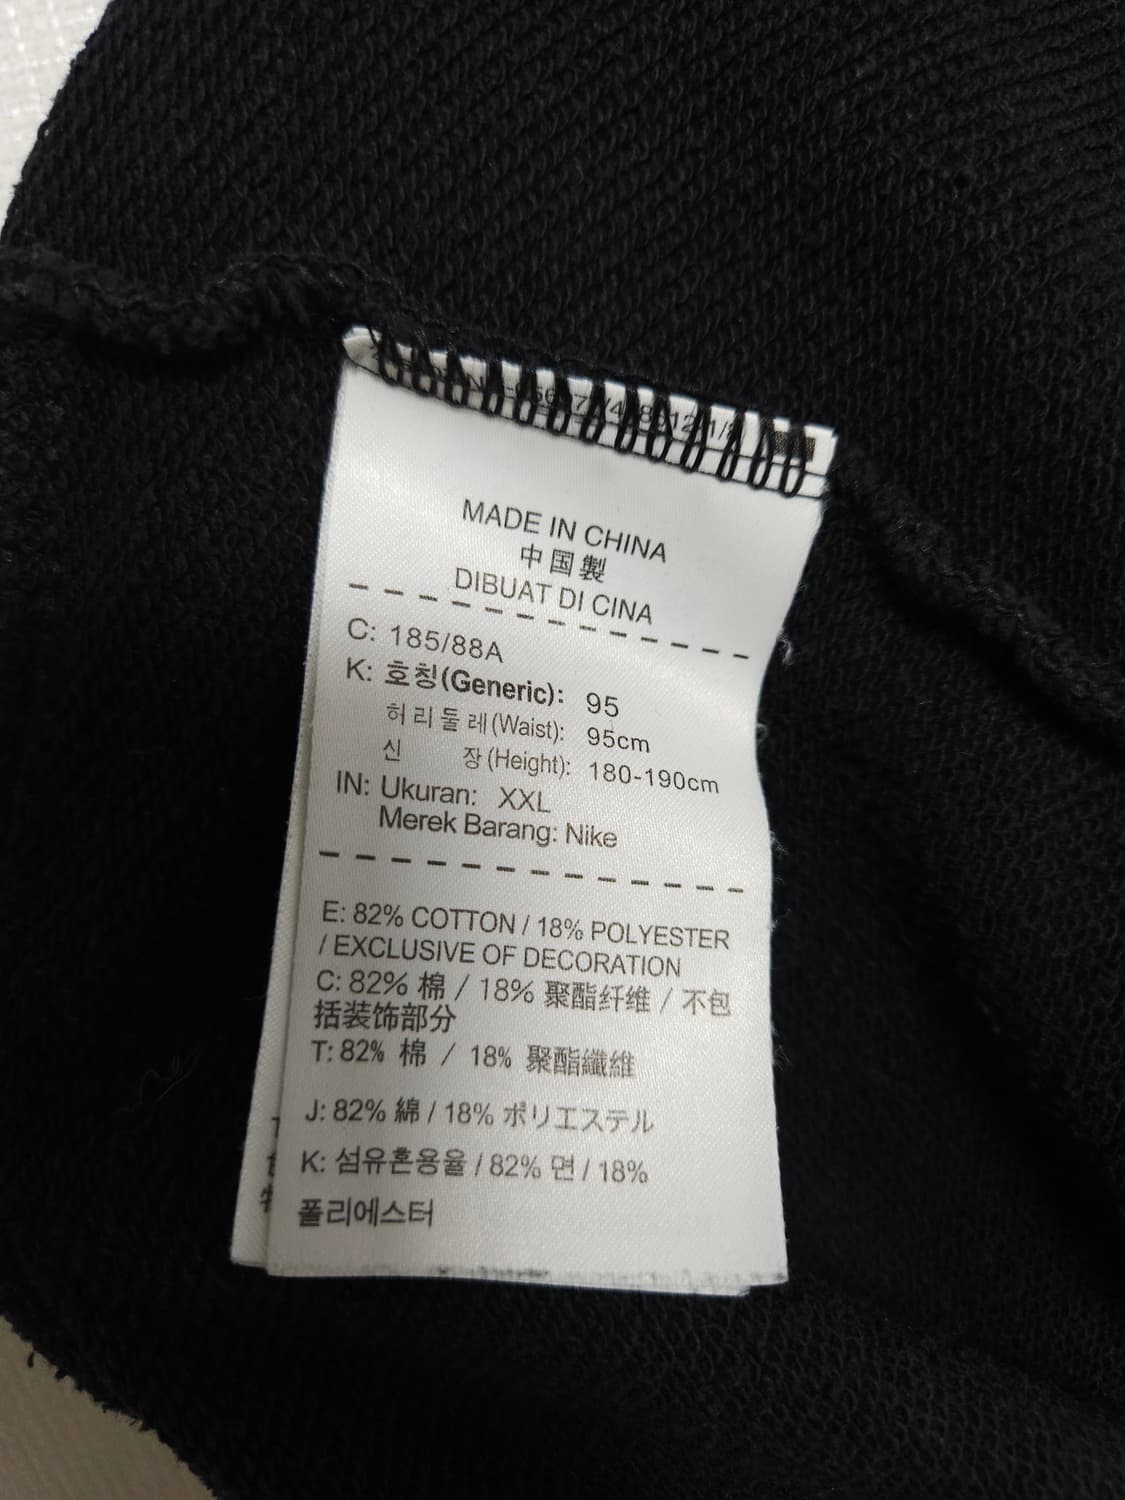 MADE IN CHINA
中国製
DIBUAT DI CINA
C: 185/88A
K: 호칭(Generic): 95
허리둘레(Waist): 95cm
신 장(Height): 180-190cm
IN: Ukuran: XXL
Merek Barang: Nike
E: 82% COTTON / 18% POLYESTER
/ EXCLUSIVE OF DECORATION
C: 82% 棉 / 18% 聚酯纤维 / 不包
括装饰部分
T: 82% 棉 / 18% 聚酯纖維
J: 82% 綿 / 18% ポリエステル
K: 섬유혼용율 / 82% 면 / 18%
폴리에스터